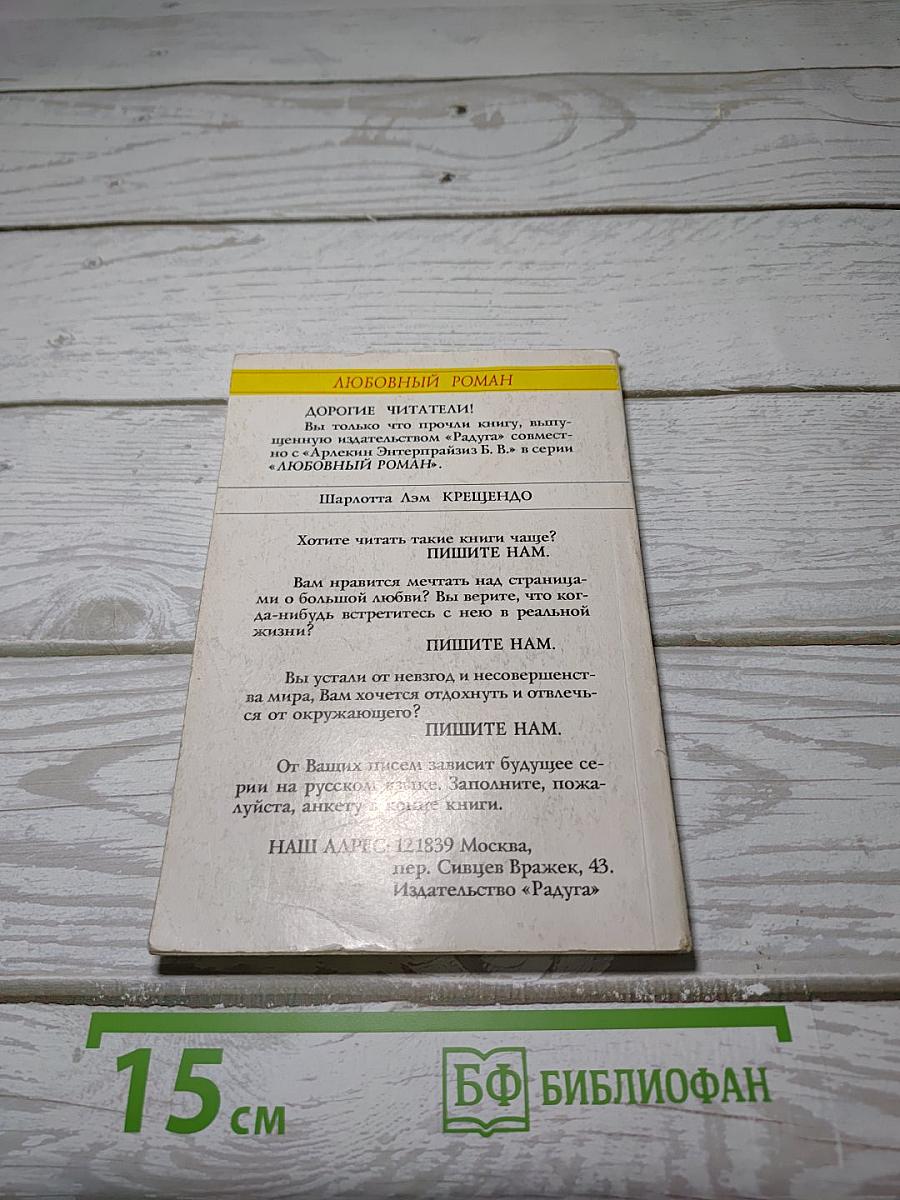 ЛЮБОВНЫЙ РОМАН
ДОРОГИЕ ЧИТАТЕЛИ!
Вы только что прочли книгу, выпу-
щенную издательством «Радуга» совмест-
но с «Арлекин Энтерпрайзиз Б. В.» в серии
«ЛЮБОВНЫЙ РОМАН».
Шарлотта Лэм КРЕЩЕНДО
Хотите читать такие книги чаще?
ПИШИТЕ НАМ.
Вам нравится мечтать над страница-
ми о большой любви? Вы верите, что ког-
да-нибудь встретитесь с нею в реальной
жизни?
ПИШИТЕ НАМ.
Вы устали от невзгод и несовершенст-
ва мира, Вам хочется отдохнуть и отвлечь-
ся от окружающего?
ПИШИТЕ НАМ.
От Ваших писем зависит будущее се-
рии на русском языке. Заполните, пожа-
луйста, анкету в конце книги.
НАШ АДРЕС: 121839 Москва,
пер. Сивцев Вражек, 43.
Издательство «Радуга»
15 см
БФ БИБЛИОФАН